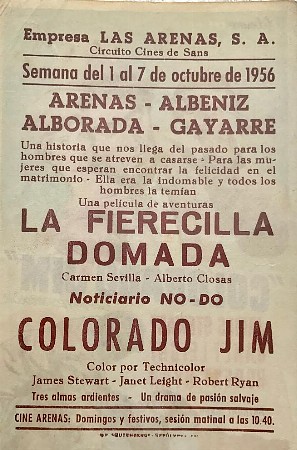 Empresa LAS ARENAS, S. A.
Circuito Cines de Sans
Semana del 1 al 7 de octubre de 1956
ARENAS - ALBENIZ
ALBORADA - GAYARRE
Una historia que nos llega del pasado para los
hombres que se atreven a casarse - Para las mu-
jeres que esperan encontrar la felicidad en el
matrimonio - Ella era la indomable y todos los
hombres la temían
Una película de aventuras
LA FIERECILLA
DOMADA
Carmen Sevilla - Alberto Closas
Noticiario NO-DO
COLORADO JIM
Color por Technicolor
James Stewart - Janet Leight - Robert Ryan
Tres almas ardientes - Un drama de pasión salvaje
CINE ARENAS: Domingos y festivos, sesión matinal a las 10.40.